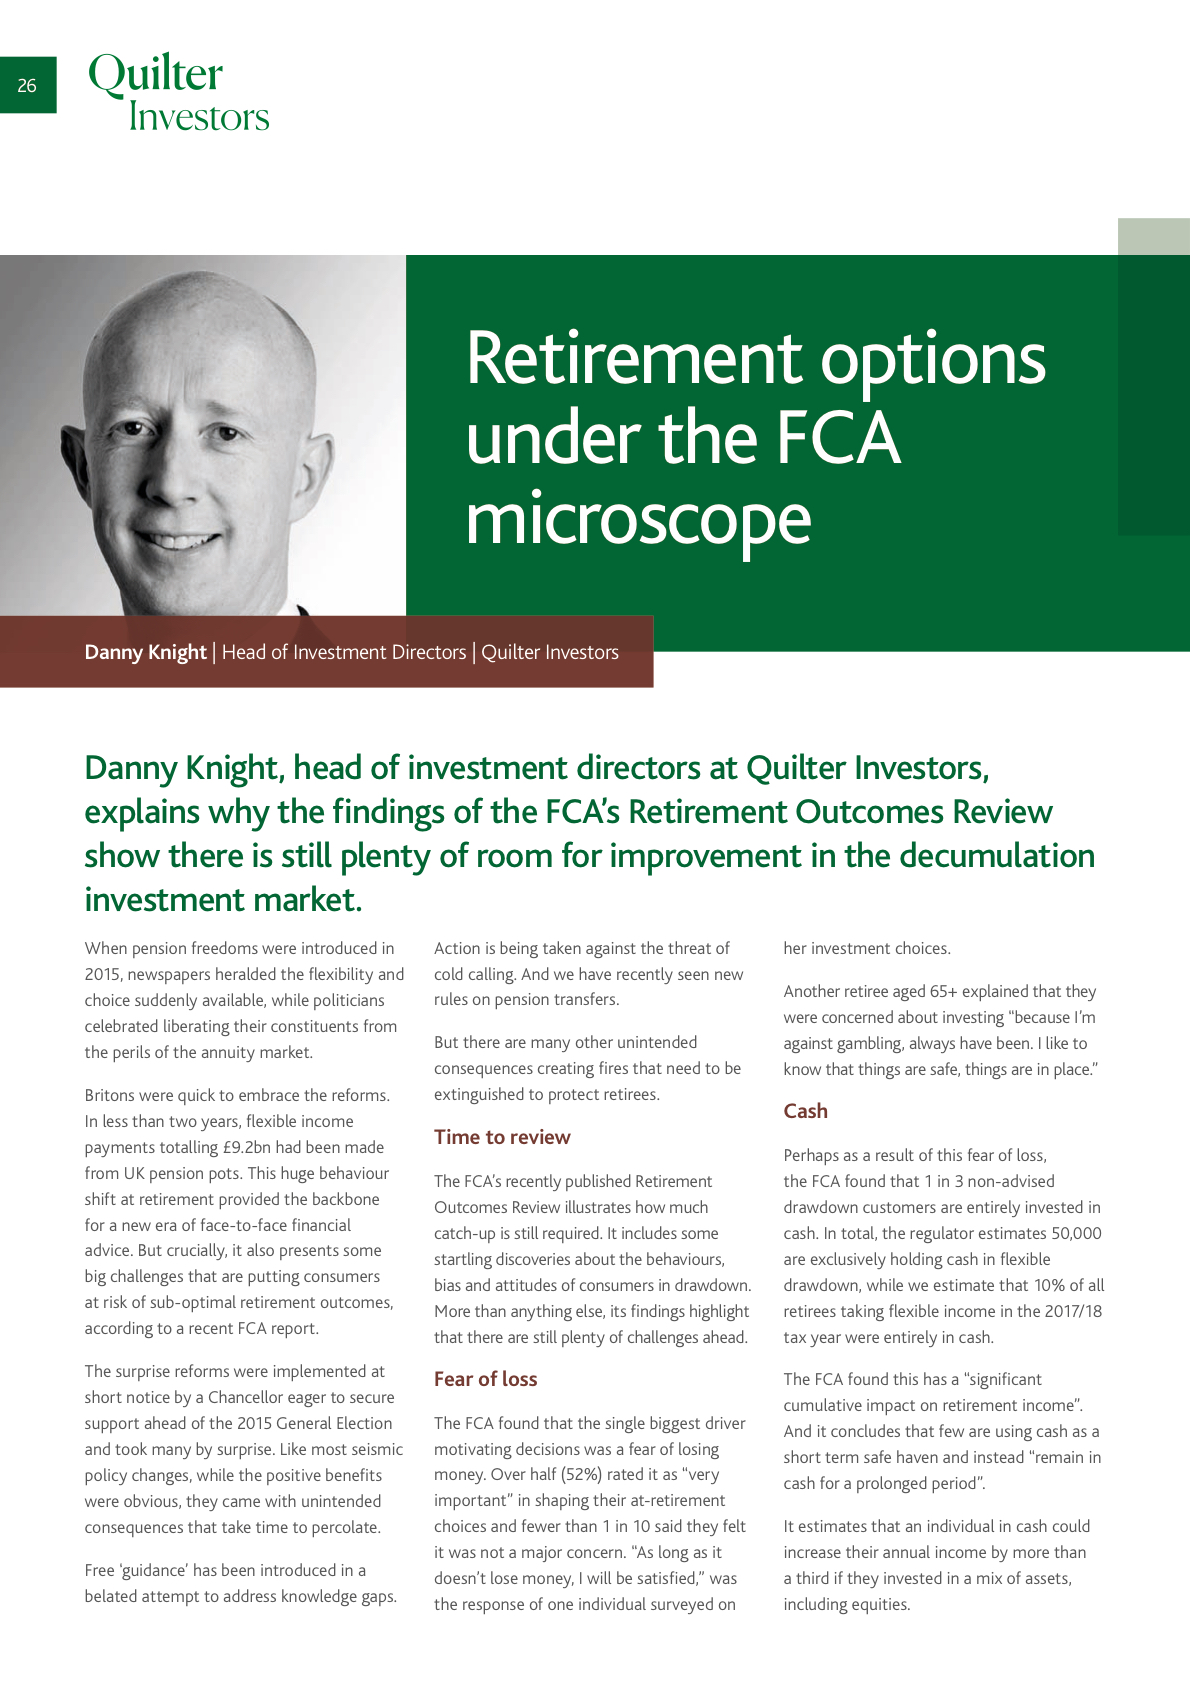 26
Quilter
Investors
Retirement options
under the FCA
microscope
Danny Knight | Head of Investment Directors | Quilter Investors
Danny Knight, head of investment directors at Quilter Investors,
explains why the findings of the FCA’s Retirement Outcomes Review
show there is still plenty of room for improvement in the decumulation
investment market.
When pension freedoms were introduced in
2015, newspapers heralded the flexibility and
choice suddenly available, while politicians
celebrated liberating their constituents from
the perils of the annuity market.
Britons were quick to embrace the reforms.
In less than two years, flexible income
payments totalling £9.2bn had been made
from UK pension pots. This huge behaviour
shift at retirement provided the backbone
for a new era of face-to-face financial
advice. But crucially, it also presents some
big challenges that are putting consumers
at risk of sub-optimal retirement outcomes,
according to a recent FCA report.
The surprise reforms were implemented at
short notice by a Chancellor eager to secure
support ahead of the 2015 General Election
and took many by surprise. Like most seismic
policy changes, while the positive benefits
were obvious, they came with unintended
consequences that take time to percolate.
Free ‘guidance’ has been introduced in a
belated attempt to address knowledge gaps.
Action is being taken against the threat of
cold calling. And we have recently seen new
rules on pension transfers.
But there are many other unintended
consequences creating fires that need to be
extinguished to protect retirees.
Time to review
The FCA’s recently published Retirement
Outcomes Review illustrates how much
catch-up is still required. It includes some
startling discoveries about the behaviours,
bias and attitudes of consumers in drawdown.
More than anything else, its findings highlight
that there are still plenty of challenges ahead.
Fear of loss
The FCA found that the single biggest driver
motivating decisions was a fear of losing
money. Over half (52%) rated it as “very
important” in shaping their at-retirement
choices and fewer than 1 in 10 said they felt
it was not a major concern. “As long as it
doesn’t lose money, I will be satisfied,” was
the response of one individual surveyed on
her investment choices.
Another retiree aged 65+ explained that they
were concerned about investing “because I’m
against gambling, always have been. I like to
know that things are safe, things are in place.”
Cash
Perhaps as a result of this fear of loss,
the FCA found that 1 in 3 non-advised
drawdown customers are entirely invested in
cash. In total, the regulator estimates 50,000
are exclusively holding cash in flexible
drawdown, while we estimate that 10% of all
retirees taking flexible income in the 2017/18
tax year were entirely in cash.
The FCA found this has a “significant
cumulative impact on retirement income”.
And it concludes that few are using cash as a
short term safe haven and instead “remain in
cash for a prolonged period”.
It estimates that an individual in cash could
increase their annual income by more than
a third if they invested in a mix of assets,
including equities.